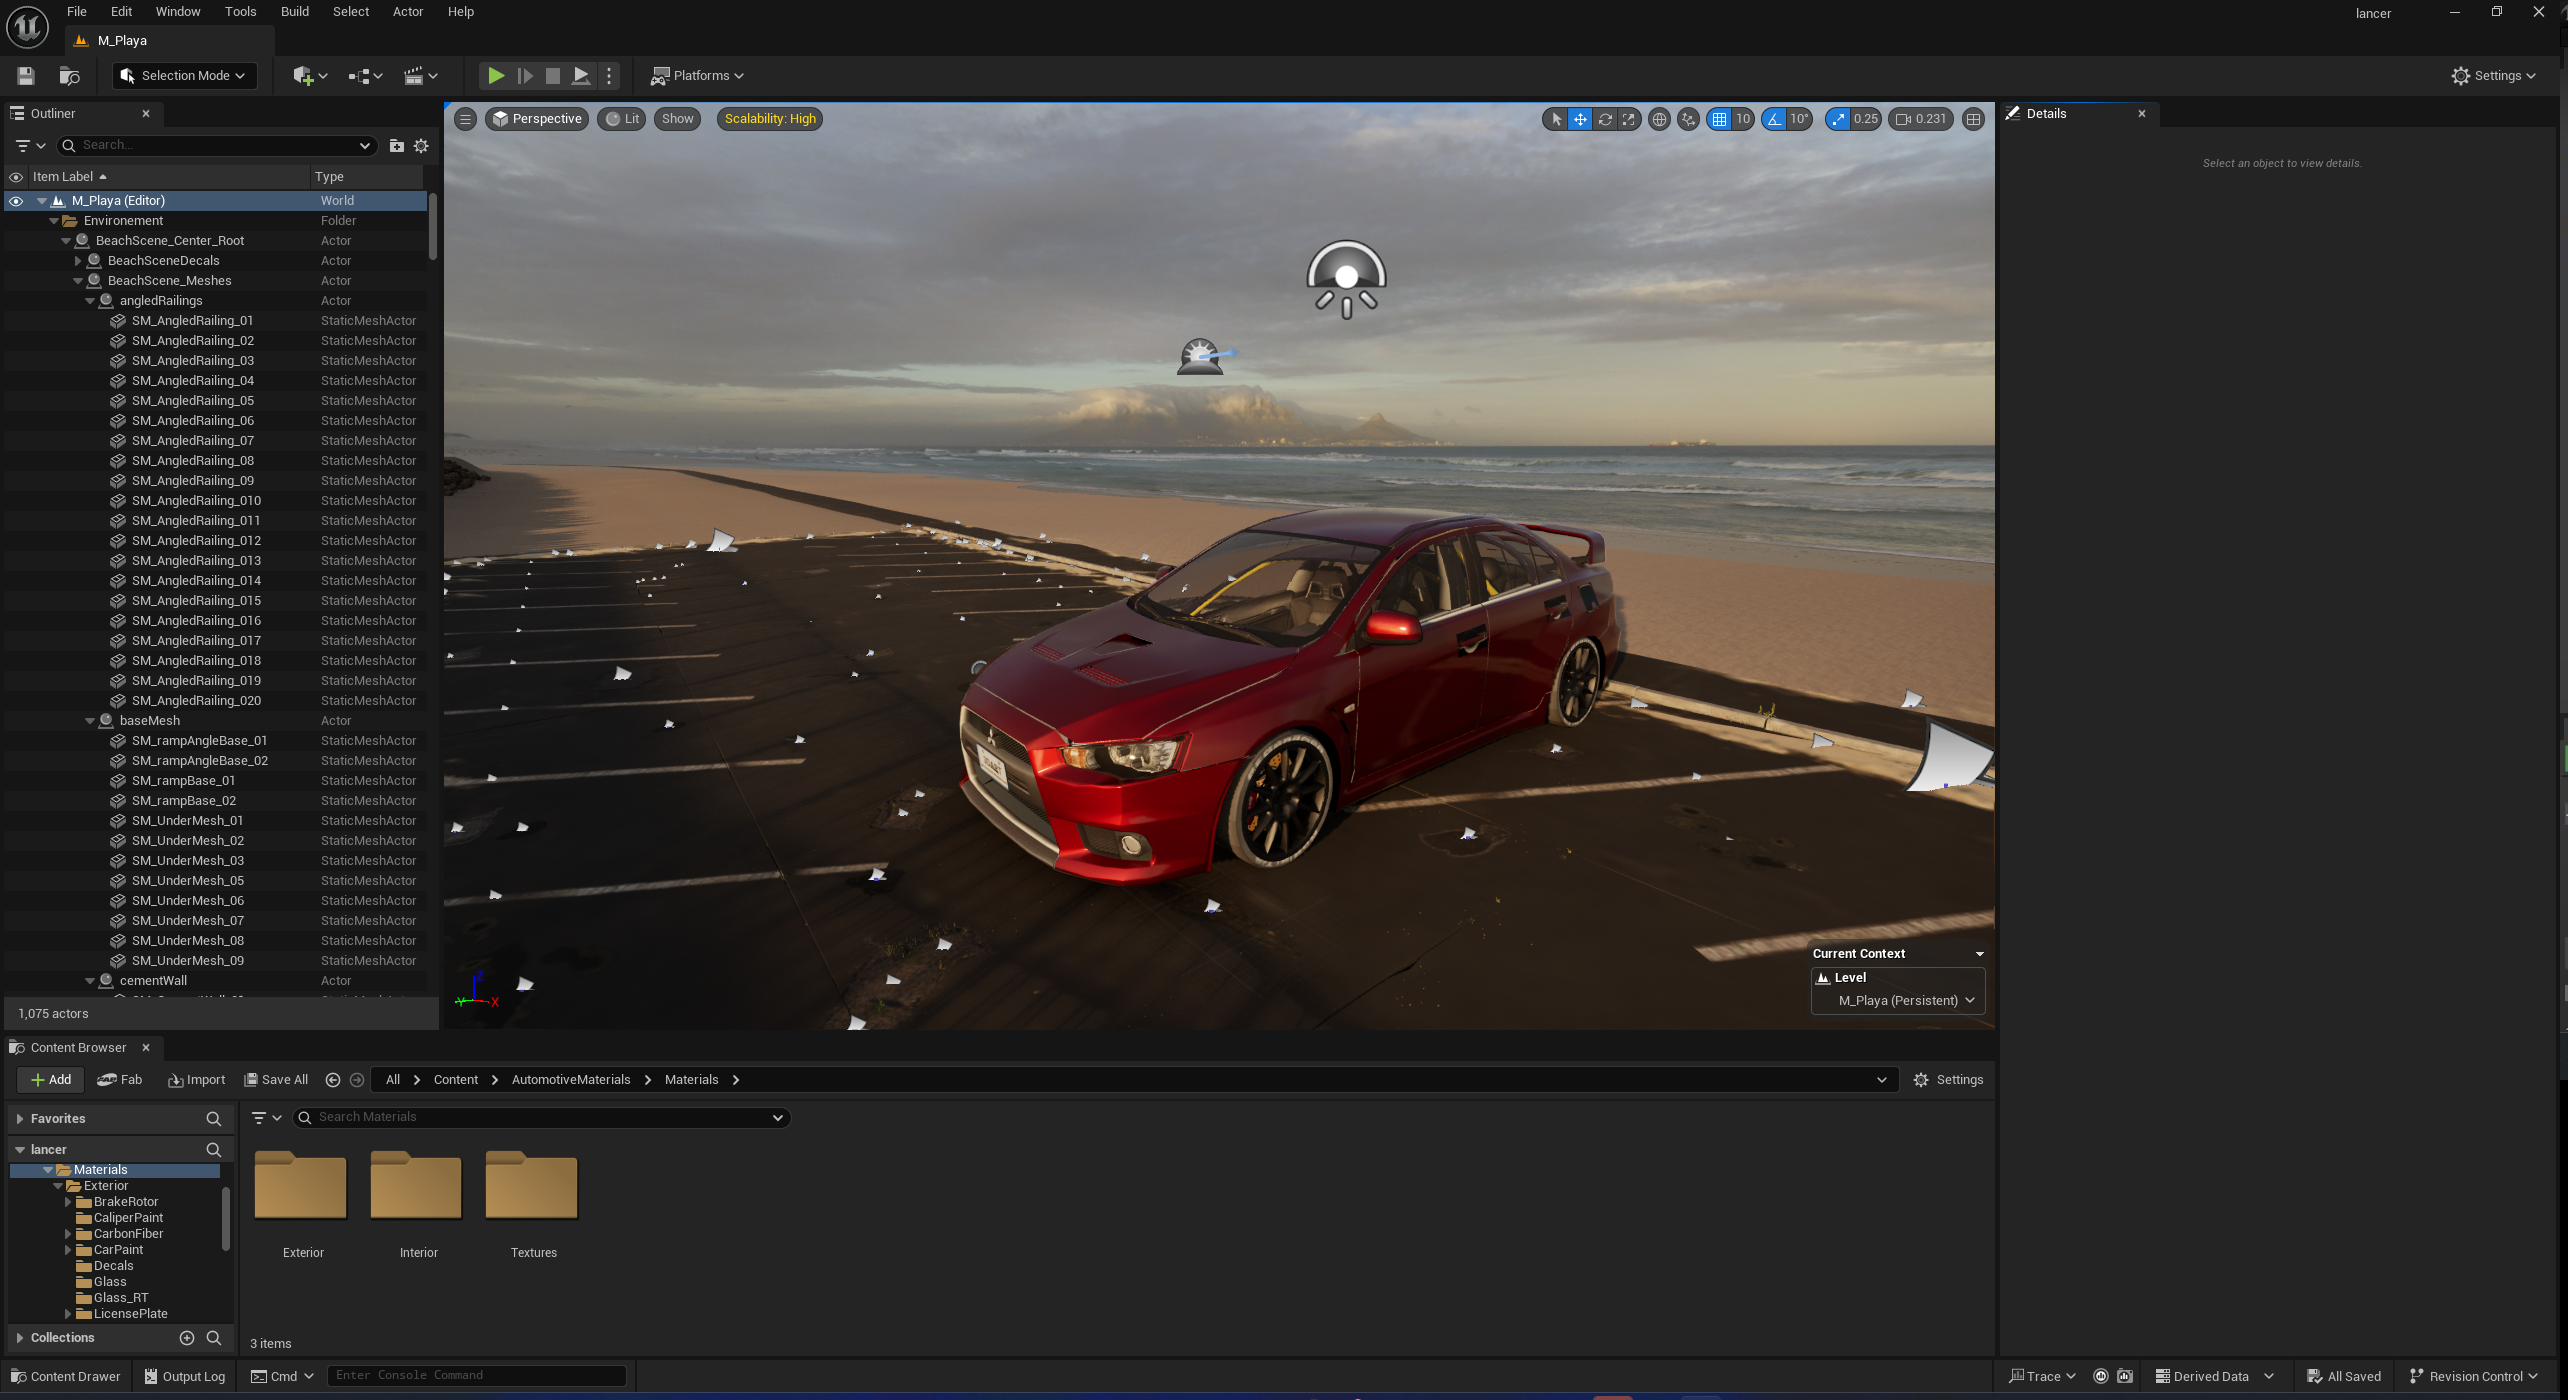 File Edit Window Tools Build Select Actor Help
lancer
M_Playa
Selection Mode
Platforms
Settings
Outliner
Search...
Item Label Type
M_Playa (Editor) World
Environement Folder
BeachScene_Center_Root Actor
BeachSceneDecals Actor
BeachScene_Meshes Actor
angledRailings Actor
SM_AngledRailing_01 StaticMeshActor
SM_AngledRailing_02 StaticMeshActor
SM_AngledRailing_03 StaticMeshActor
SM_AngledRailing_04 StaticMeshActor
SM_AngledRailing_05 StaticMeshActor
SM_AngledRailing_06 StaticMeshActor
SM_AngledRailing_07 StaticMeshActor
SM_AngledRailing_08 StaticMeshActor
SM_AngledRailing_09 StaticMeshActor
SM_AngledRailing_010 StaticMeshActor
SM_AngledRailing_011 StaticMeshActor
SM_AngledRailing_012 StaticMeshActor
SM_AngledRailing_013 StaticMeshActor
SM_AngledRailing_014 StaticMeshActor
SM_AngledRailing_015 StaticMeshActor
SM_AngledRailing_016 StaticMeshActor
SM_AngledRailing_017 StaticMeshActor
SM_AngledRailing_018 StaticMeshActor
SM_AngledRailing_019 StaticMeshActor
SM_AngledRailing_020 StaticMeshActor
baseMesh Actor
SM_rampAngleBase_01 StaticMeshActor
SM_rampAngleBase_02 StaticMeshActor
SM_rampBase_01 StaticMeshActor
SM_rampBase_02 StaticMeshActor
SM_UnderMesh_01 StaticMeshActor
SM_UnderMesh_02 StaticMeshActor
SM_UnderMesh_03 StaticMeshActor
SM_UnderMesh_05 StaticMeshActor
SM_UnderMesh_06 StaticMeshActor
SM_UnderMesh_07 StaticMeshActor
SM_UnderMesh_08 StaticMeshActor
SM_UnderMesh_09 StaticMeshActor
cementWall Actor
1,075 actors
Perspective Lit Show Scalability: High
10 10° 0.25 0.231
Z
Y X
Current Context
Level
M_Playa (Persistent)
Details
Select an object to view details.
Content Browser
Add Fab Import Save All All Content AutomotiveMaterials Materials Settings
Favorites
lancer
Materials
Exterior
BrakeRotor
CaliperPaint
CarbonFiber
CarPaint
Decals
Glass
Glass_RT
LicensePlate
Collections
Search Materials
Exterior Interior Textures
3 items
Content Drawer Output Log Cmd Enter Console Command
Trace Derived Data All Saved Revision Control